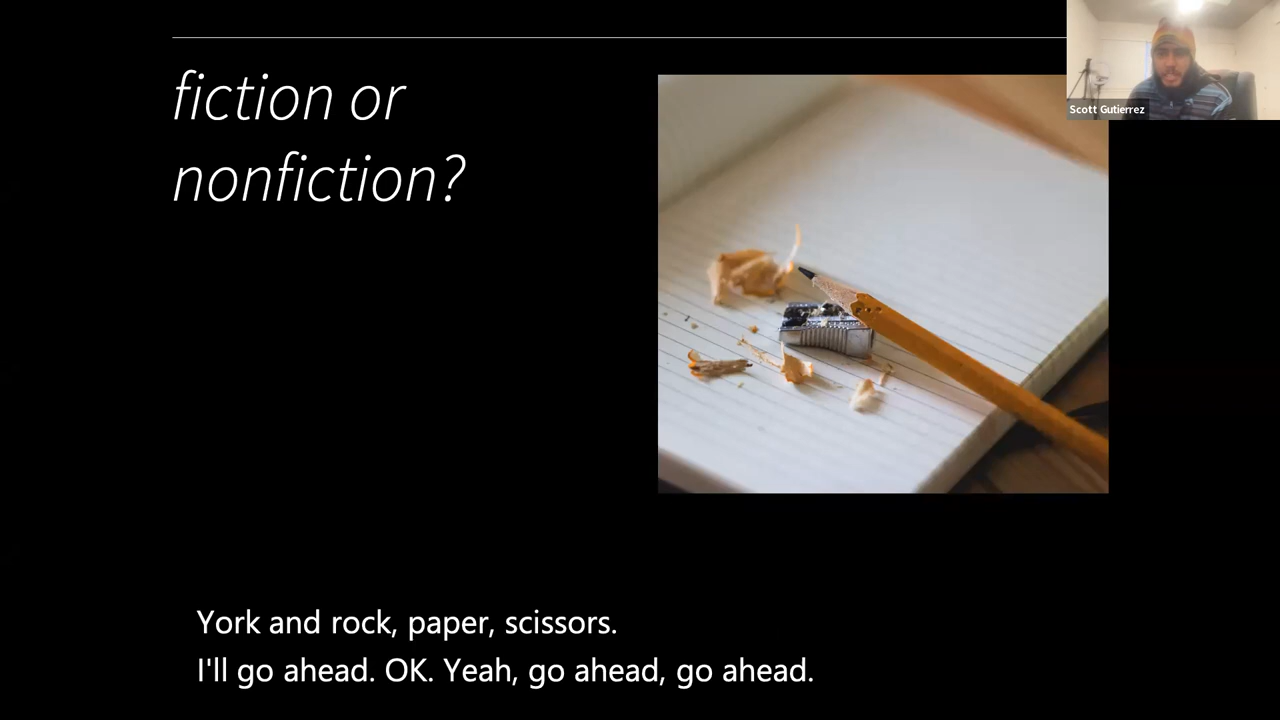 fiction or
nonfiction?
Scott Gutierrez
York and rock, paper, scissors.
I'll go ahead. OK. Yeah, go ahead, go ahead.